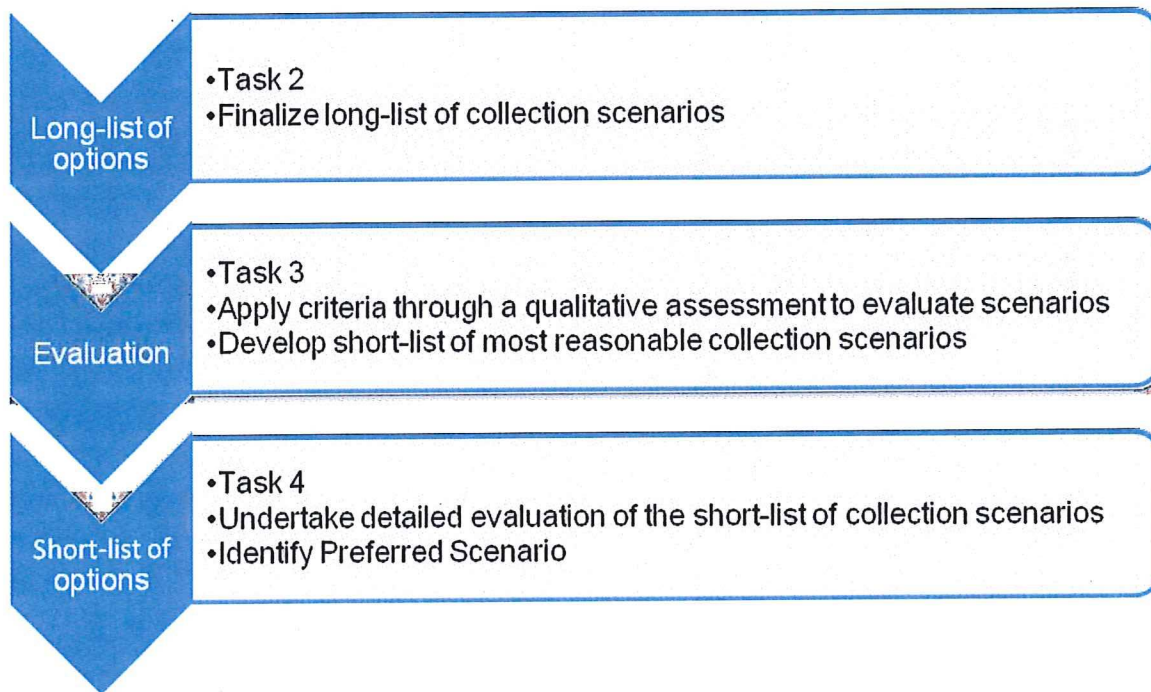 Long-list of
options
•Task 2
•Finalize long-list of collection scenarios
Evaluation
•Task 3
•Apply criteria through a qualitative assessment to evaluate scenarios
•Develop short-list of most reasonable collection scenarios
Short-list of
options
•Task 4
•Undertake detailed evaluation of the short-list of collection scenarios
•Identify Preferred Scenario